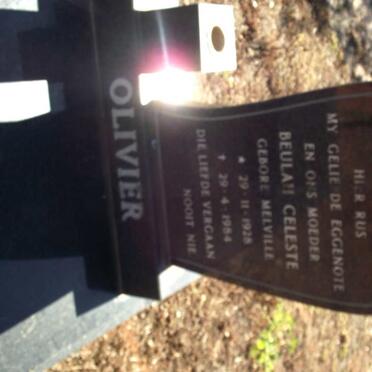 HIER RUS
MY GELIEFDE EGGENOTE
EN ONS MOEDER
BEULAH CELESTE
GEBORE MELVILLE
★ 29·11·1928
✝ 29·4·1984
DIE LIEFDE VERGAAN
NOOIT NIE
OLIVIER